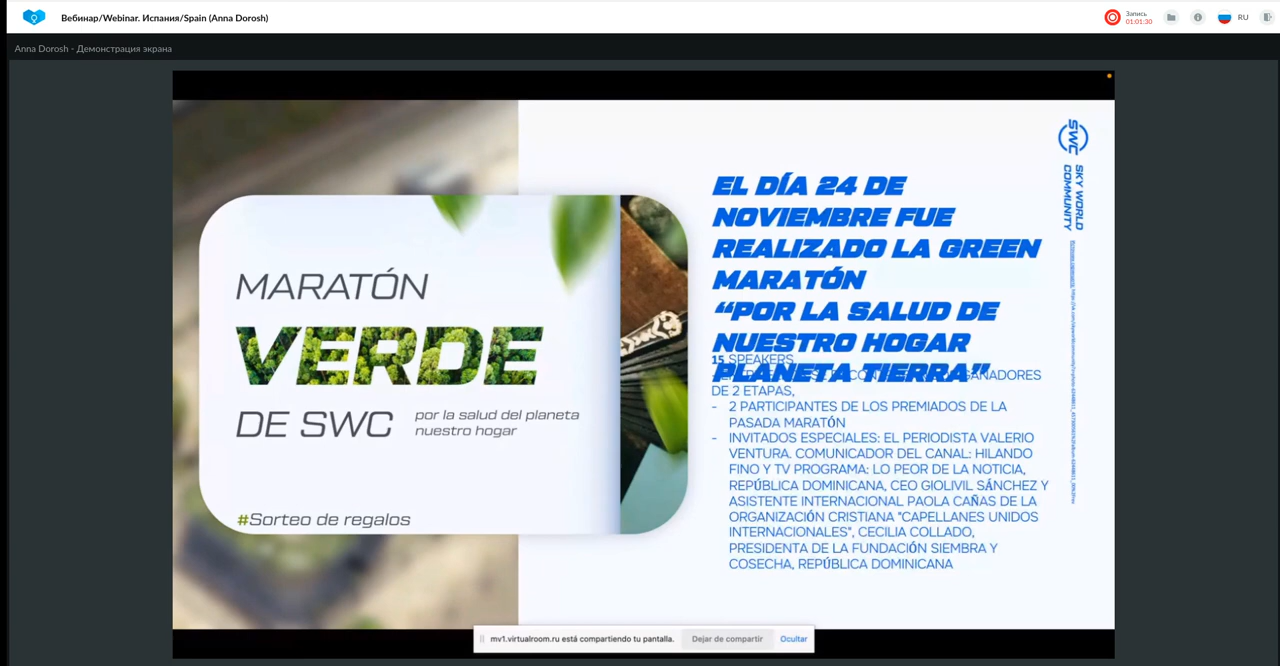 Вебинар/Webinar. Испания/Spain (Anna Dorosh)
Запись
01:01:30
RU
Anna Dorosh - Демонстрация экрана
MARATÓN
VERDE
DE SWC
por la salud del planeta
nuestro hogar
#Sorteo de regalos
EL DÍA 24 DE
NOVIEMBRE FUE
REALIZADO LA GREEN
MARATÓN
“POR LA SALUD DE
NUESTRO HOGAR
PLANETA TIERRA”
15 SPEAKERS
GANADORES
DE 2 ETAPAS,
- 2 PARTICIPANTES DE LOS PREMIADOS DE LA
PASADA MARATÓN
- INVITADOS ESPECIALES: EL PERIODISTA VALERIO
VENTURA. COMUNICADOR DEL CANAL: HILANDO
FINO Y TV PROGRAMA: LO PEOR DE LA NOTICIA,
REPÚBLICA DOMINICANA, CEO GIOLIVIL SÁNCHEZ Y
ASISTENTE INTERNACIONAL PAOLA CAÑAS DE LA
ORGANIZACIÓN CRISTIANA "CAPELLANES UNIDOS
INTERNACIONALES", CECILIA COLLADO,
PRESIDENTA DE LA FUNDACIÓN SIEMBRA Y
COSECHA, REPÚBLICA DOMINICANA
SWC
SKY WORLD
COMMUNITY
mv1.virtualroom.ru está compartiendo tu pantalla.
Dejar de compartir
Ocultar